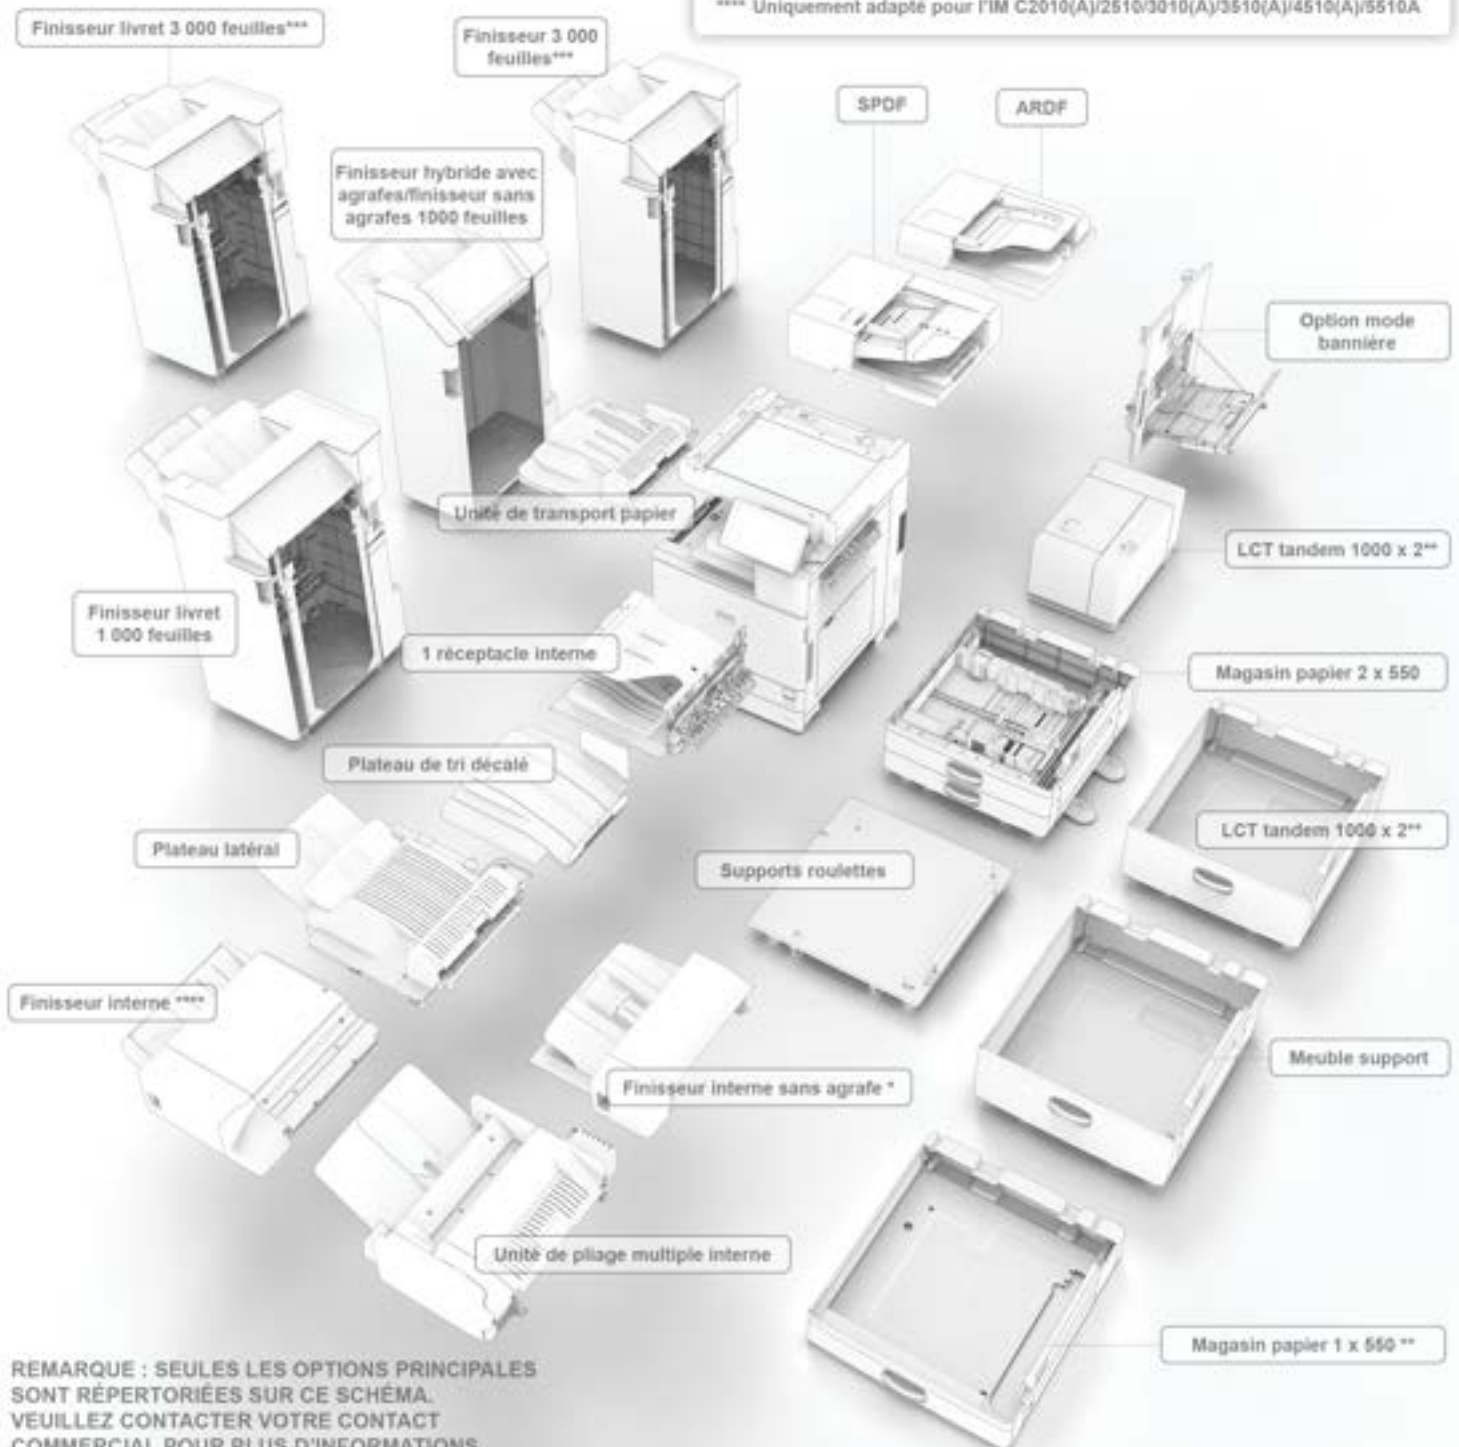 **** Uniquement adapté pour l'IM C2010(A)/2510/3010(A)/3510(A)/4510(A)/5510A
Finisseur livret 3 000 feuilles***
Finisseur 3 000
feuilles***
SPDF
ARDF
Finisseur hybride avec
agrafes/finisseur sans
agrafes 1000 feuilles
Option mode
bannière
Unité de transport papier
LCT tandem 1000 x 2**
Finisseur livret
1 000 feuilles
1 réceptacle interne
Magasin papier 2 x 550
Plateau de tri décalé
LCT tandem 1000 x 2**
Plateau latéral
Supports roulettes
Finisseur interne ****
Meuble support
Finisseur interne sans agrafe *
Unité de pliage multiple interne
Magasin papier 1 x 550 **
REMARQUE : SEULES LES OPTIONS PRINCIPALES
SONT RÉPERTORIÉES SUR CE SCHÉMA.
VEUILLEZ CONTACTER VOTRE CONTACT
COMMERCIAL POUR PLUS D'INFORMATIONS